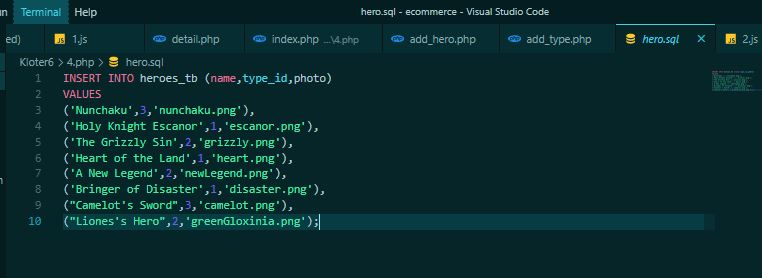 un Terminal Help hero.sql - ecommerce - Visual Studio Code
ed) JS 1.js detail.php index.php ...\4.php add_hero.php add_type.php hero.sql × JS 2.js
Kloter6 > 4.php > hero.sql
1 INSERT INTO heroes_tb (name,type_id,photo)
2 VALUES
3 ('Nunchaku',3,'nunchaku.png'),
4 ('Holy Knight Escanor',1,'escanor.png'),
5 ('The Grizzly Sin',2,'grizzly.png'),
6 ('Heart of the Land',1,'heart.png'),
7 ('A New Legend',2,'newLegend.png'),
8 ('Bringer of Disaster',1,'disaster.png'),
9 ("Camelot's Sword",3,'camelot.png'),
10 ("Liones's Hero",2,'greenGloxinia.png');